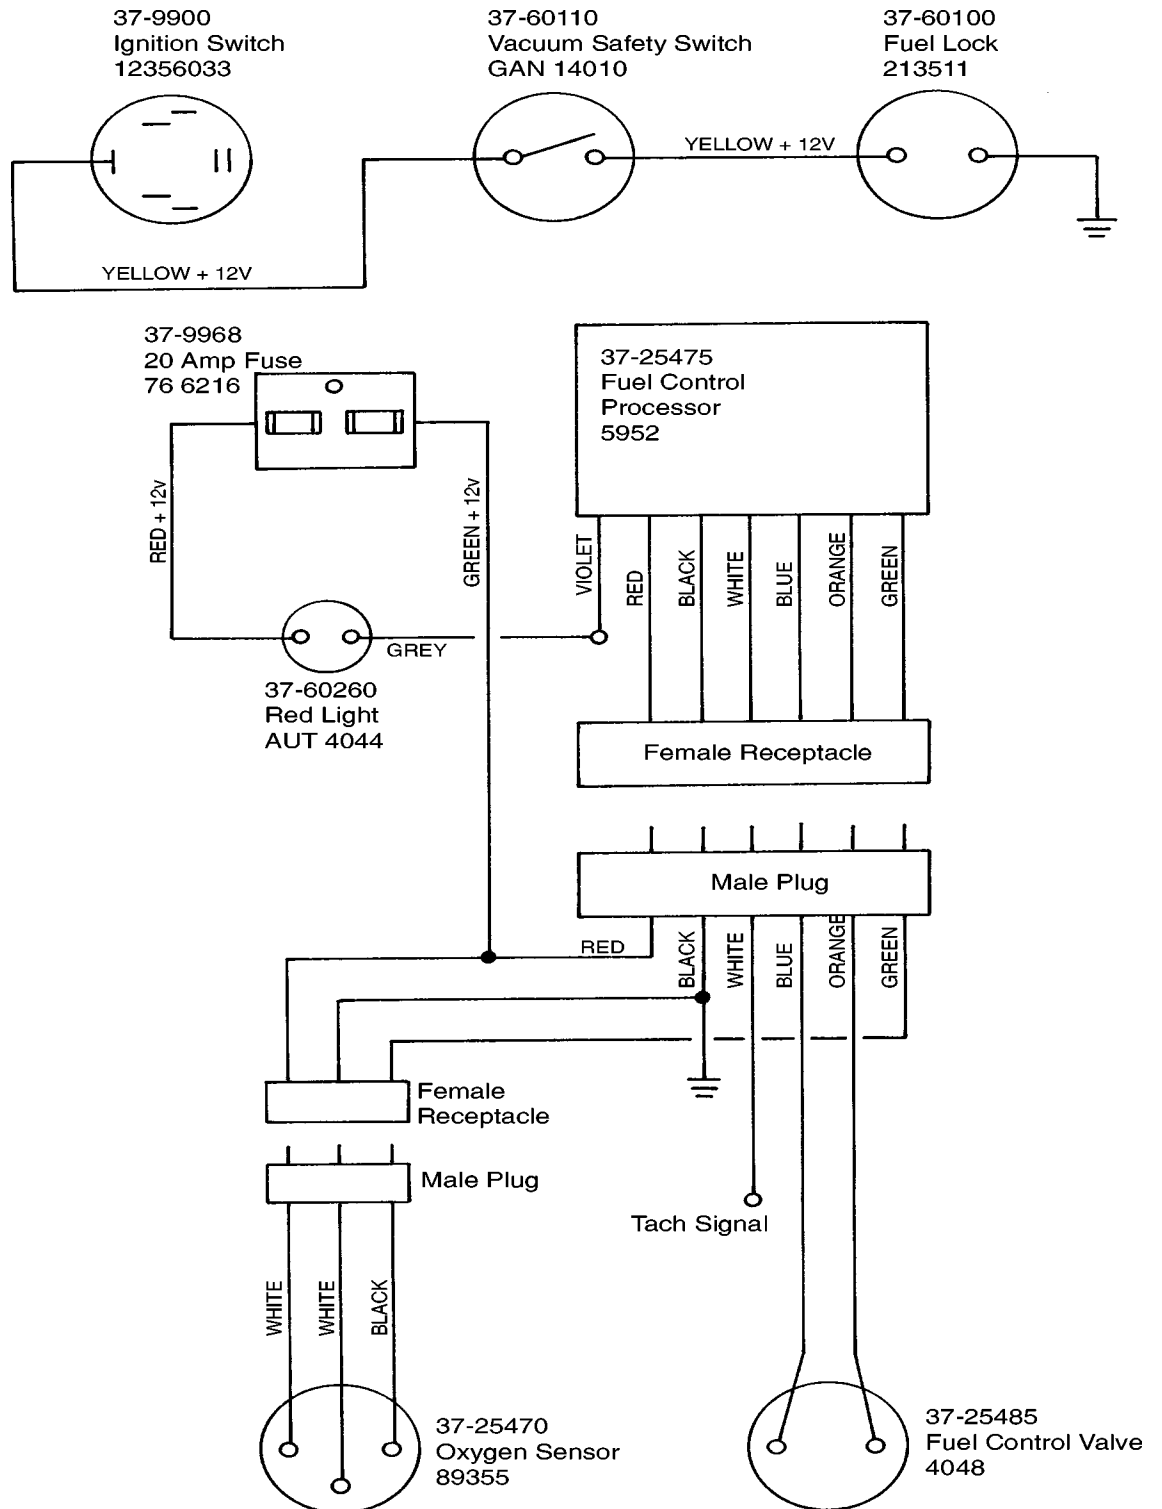 37-9900
Ignition Switch
12356033
37-60110
Vacuum Safety Switch
GAN 14010
37-60100
Fuel Lock
213511
YELLOW + 12V
YELLOW + 12V
37-9968
20 Amp Fuse
76 6216
37-25475
Fuel Control
Processor
5952
RED + 12v
GREEN + 12v
VIOLET
RED
BLACK
WHITE
BLUE
ORANGE
GREEN
GREY
37-60260
Red Light
AUT 4044
Female Receptacle
Male Plug
RED
BLACK
WHITE
BLUE
ORANGE
GREEN
Female
Receptacle
Male Plug
Tach Signal
WHITE
WHITE
BLACK
37-25470
Oxygen Sensor
89355
37-25485
Fuel Control Valve
4048